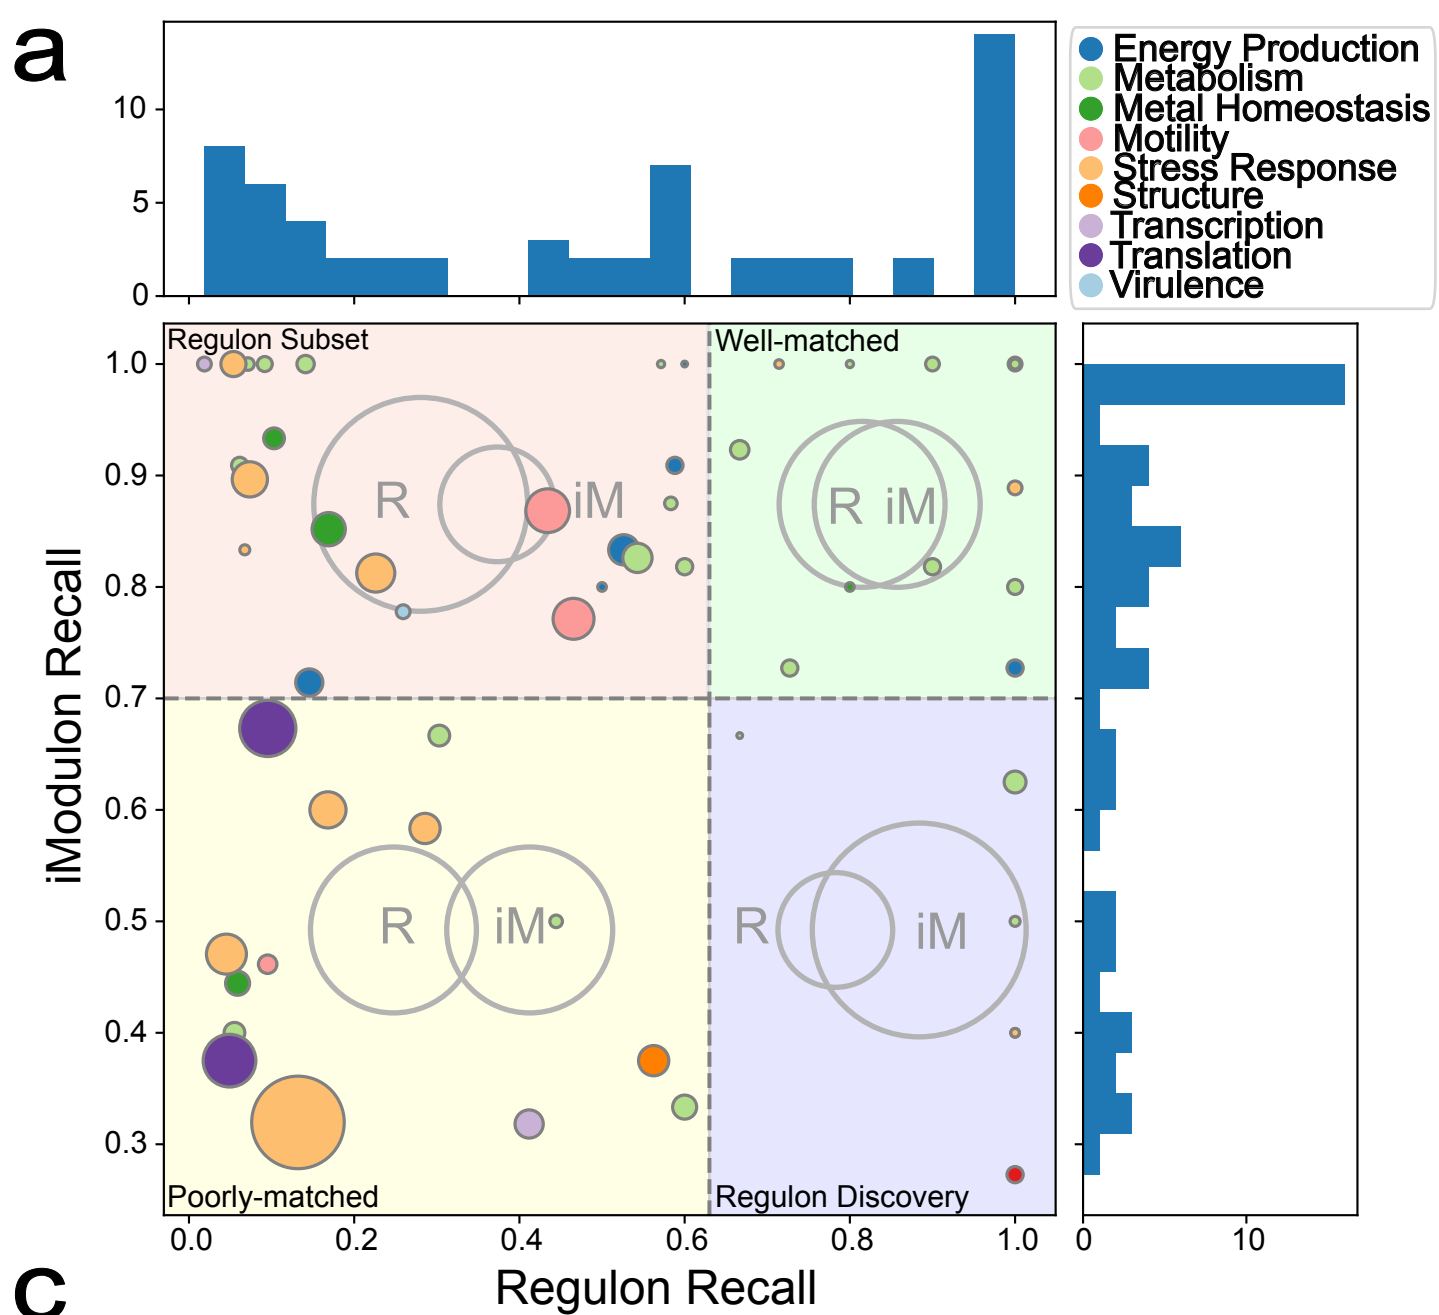 a
10
5
0
Energy Production
Metabolism
Metal Homeostasis
Motility
Stress Response
Structure
Transcription
Translation
Virulence
Regulon Subset
Well-matched
R
iM
R iM
R
iM
R
iM
Poorly-matched
Regulon Discovery
1.0
0.9
0.8
0.7
0.6
0.5
0.4
0.3
iModulon Recall
0.0 0.2 0.4 0.6 0.8 1.0
0 10
Regulon Recall
c